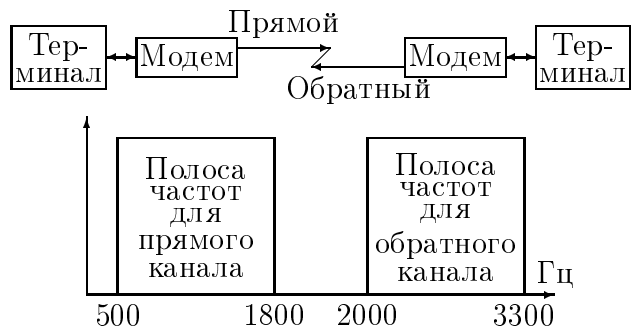 Прямой
Тер-
минал
Модем
Модем
Тер-
минал
Обратный
Полоса
частот
для
прямого
канала
Полоса
частот
для
обратного
канала
Гц
500
1800
2000
3300